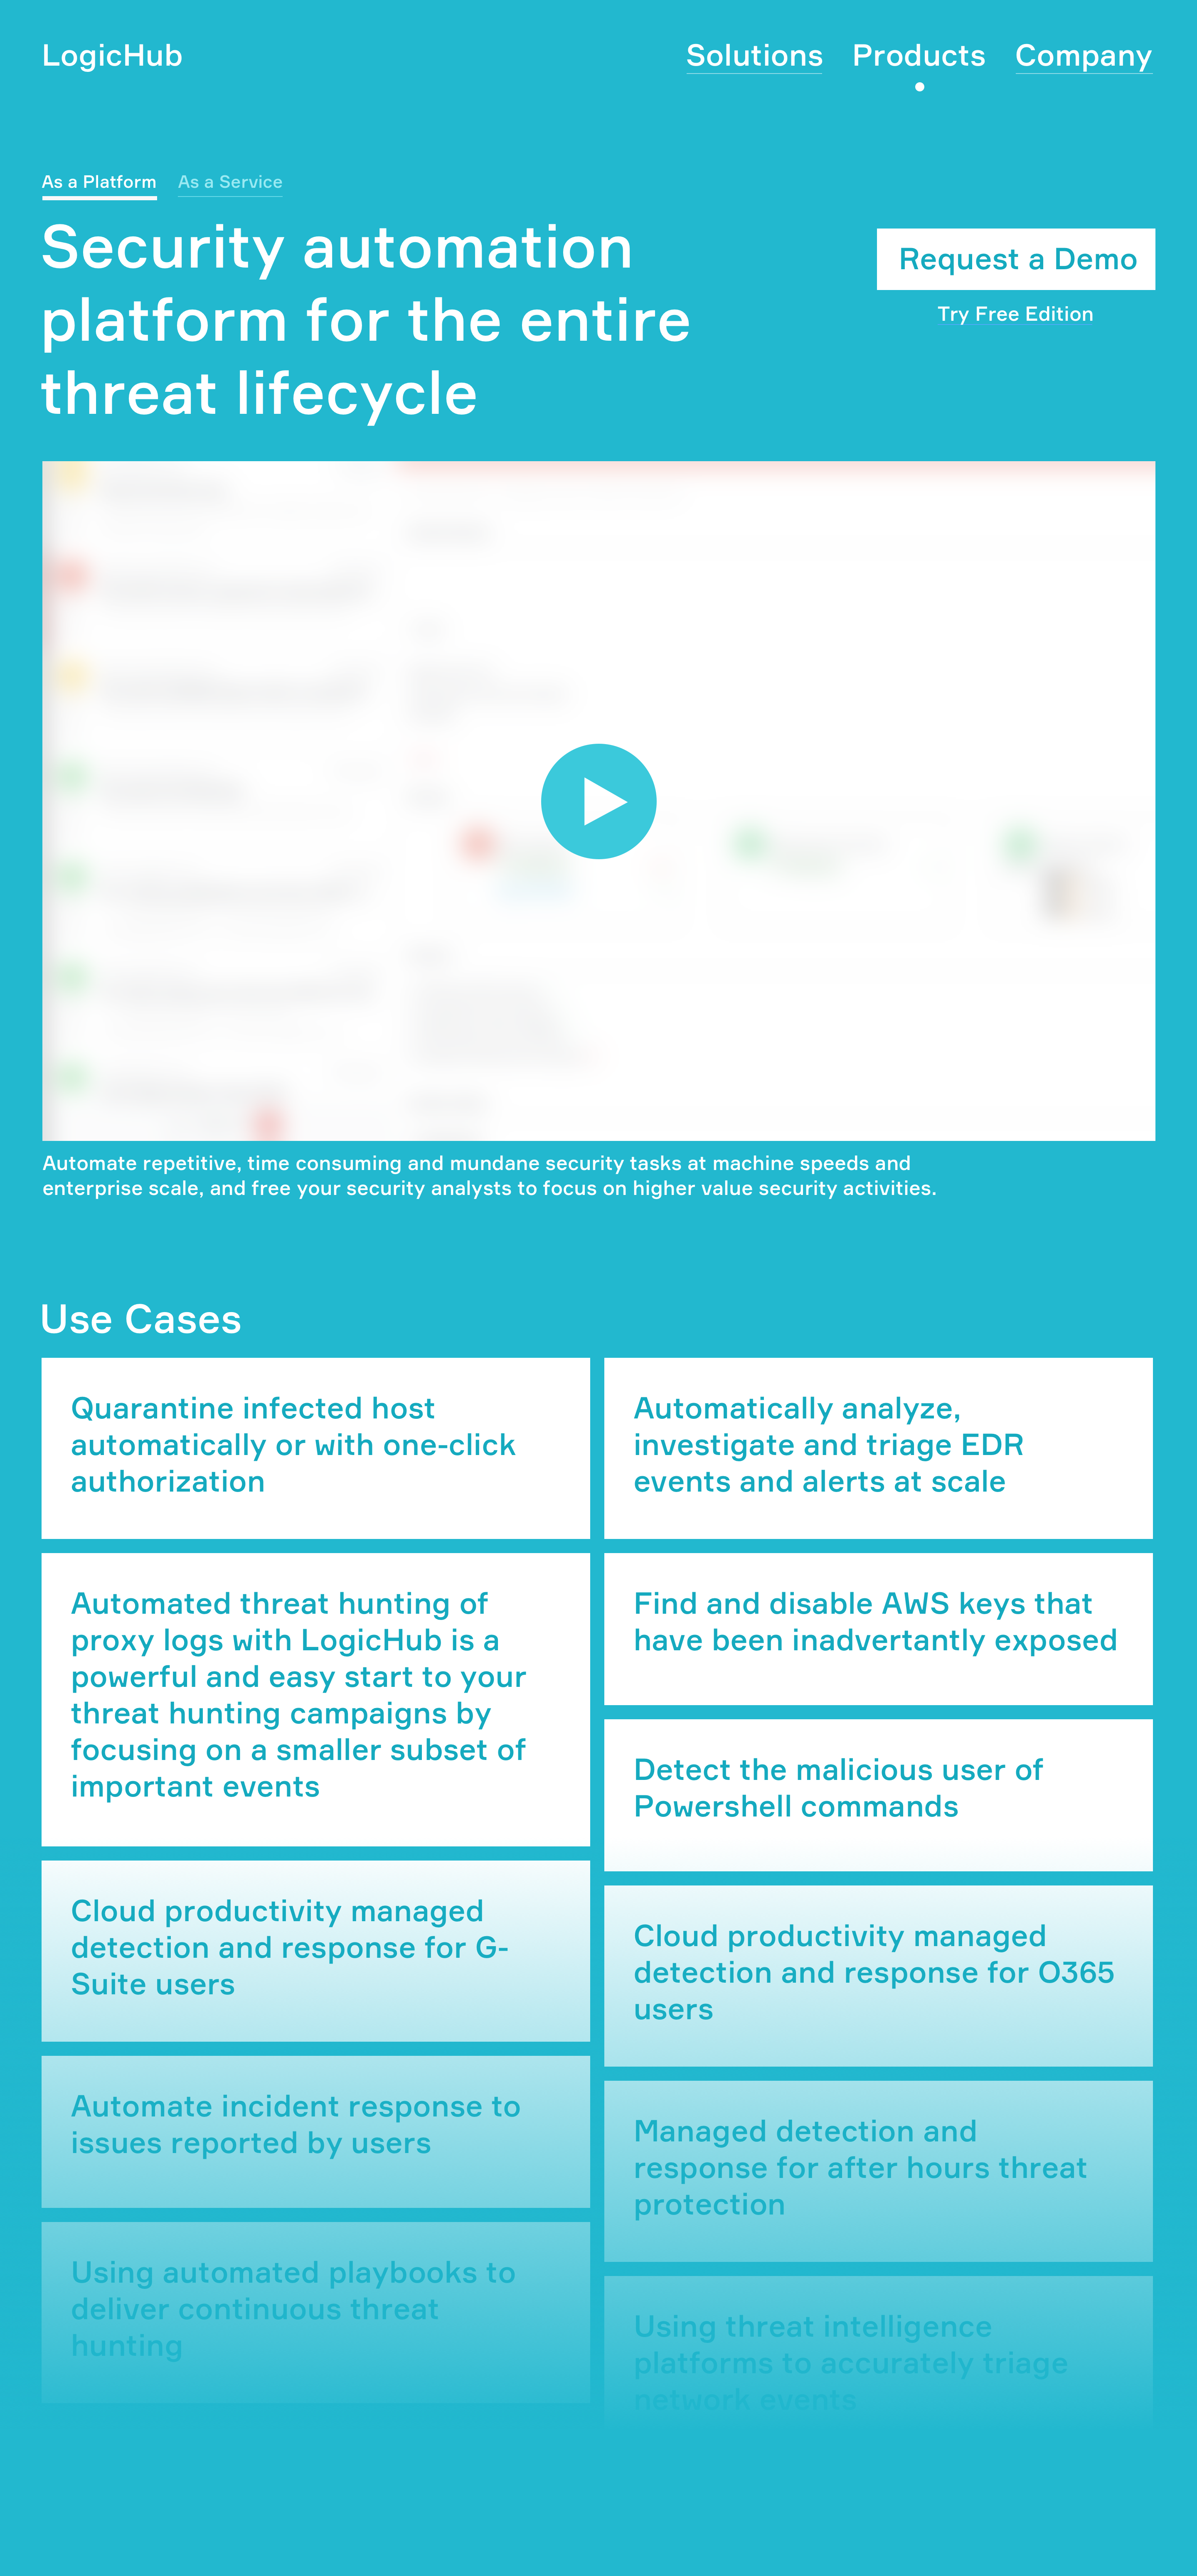 LogicHub
Solutions Products Company
As a Platform As a Service
Security automation
platform for the entire
threat lifecycle
Request a Demo
Try Free Edition
Automate repetitive, time consuming and mundane security tasks at machine speeds and
enterprise scale, and free your security analysts to focus on higher value security activities.
Use Cases
Quarantine infected host
automatically or with one-click
authorization
Automatically analyze,
investigate and triage EDR
events and alerts at scale
Automated threat hunting of
proxy logs with LogicHub is a
powerful and easy start to your
threat hunting campaigns by
focusing on a smaller subset of
important events
Find and disable AWS keys that
have been inadvertantly exposed
Detect the malicious user of
Powershell commands
Cloud productivity managed
detection and response for G-
Suite users
Cloud productivity managed
detection and response for O365
users
Automate incident response to
issues reported by users
Managed detection and
response for after hours threat
protection
Using automated playbooks to
deliver continuous threat
hunting
Using threat intelligence
platforms to accurately triage
network events